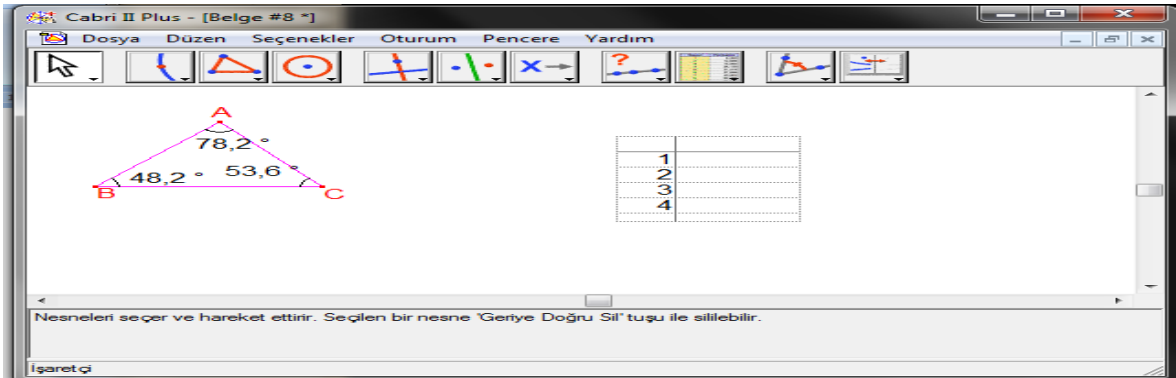 Cabri II Plus - [Belge #8 *]
Dosya Düzen Seçenekler Oturum Pencere Yardım
?
A
78,2 °
48,2 ° 53,6 °
B C
1
2
3
4
Nesneleri seçer ve hareket ettirir. Seçilen bir nesne 'Geriye Doğru Sil' tuşu ile sililebilir.
İşaretçi